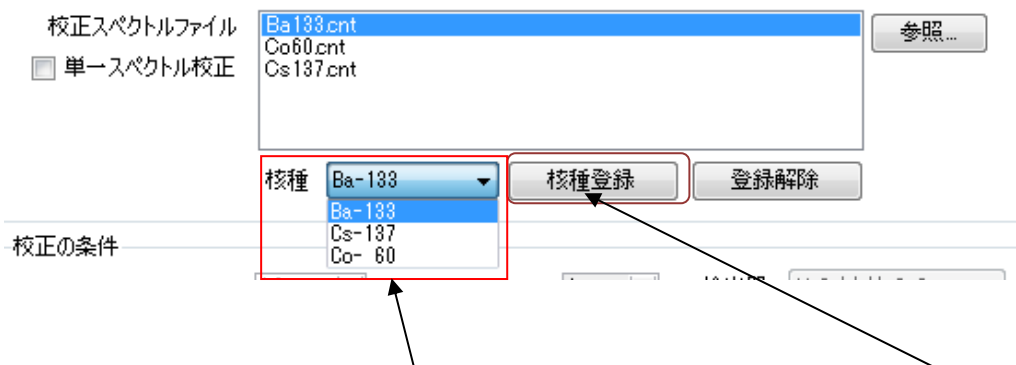 校正スペクトルファイル
Ba133.cnt
参照...
Co60.cnt
単一スペクトル校正
Cs137.cnt
核種
Ba-133
核種登録
登録解除
Ba-133
Cs-137
Co- 60
校正の条件